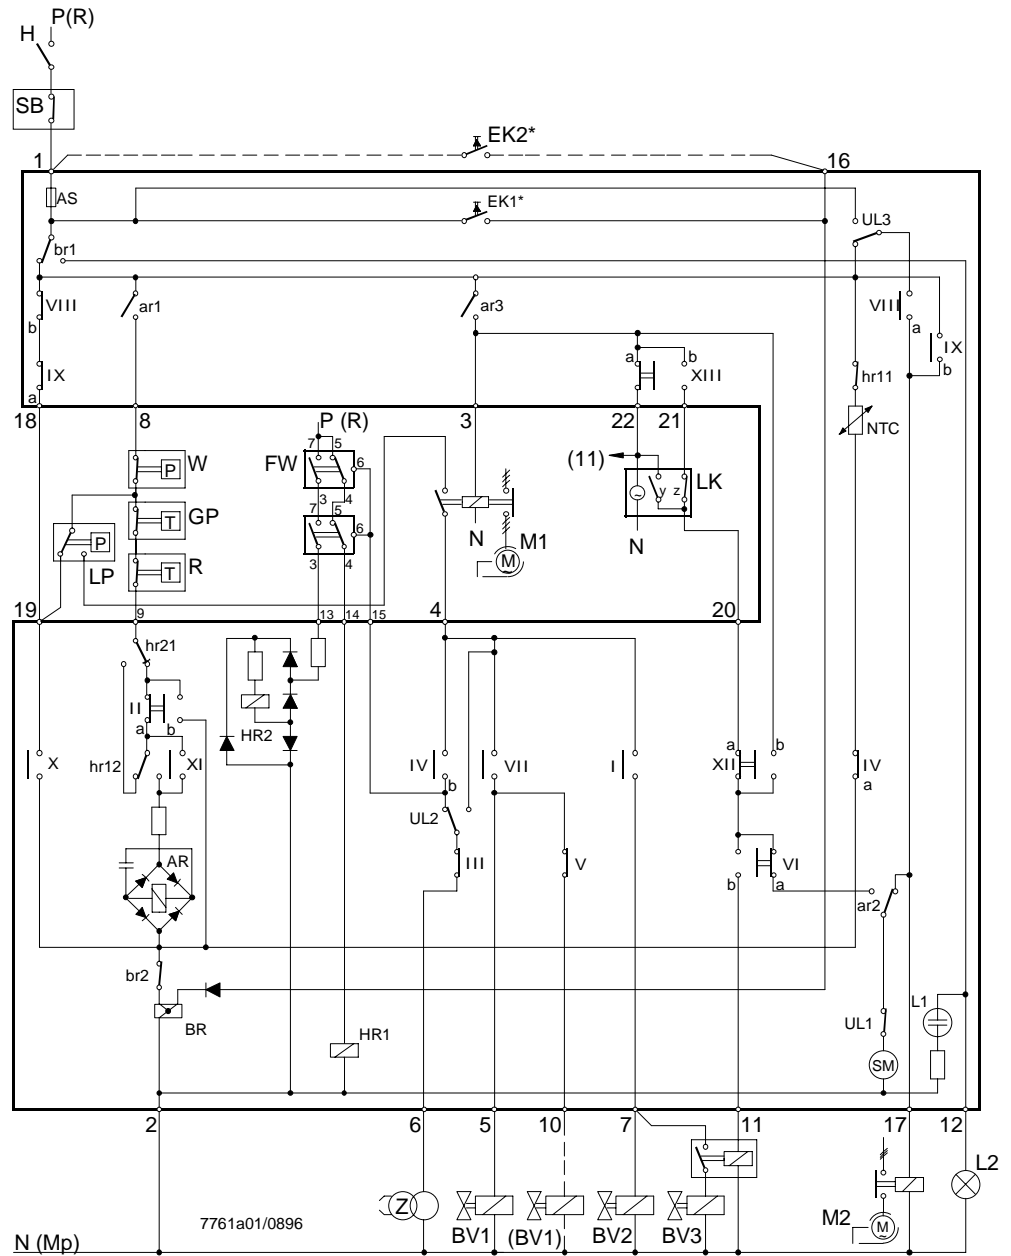 P(R)
H
SB
EK2*
1
16
AS
EK1*
UL3
br1
VIII
b
ar1
ar3
VIII
a
IX
b
IX
a
a
b
XIII
hr11
18
8
P (R)
3
22
21
NTC
7
5
FW
6
3
4
W
P
(11)
LK
y
z
GP
T
7
5
6
3
4
N
M1
M
N
P
LP
R
T
19
9
13
14
15
4
20
hr21
HR2
II
a
b
X
hr12
XI
IV
b
VII
I
a
XII
b
IV
a
UL2
III
V
VI
b
a
AR
ar2
br2
BR
HR1
UL1
L1
SM
2
6
5
10
7
11
17
12
L2
Z
BV1
(BV1)
BV2
BV3
M2
M
7761a01/0896
N (Mp)